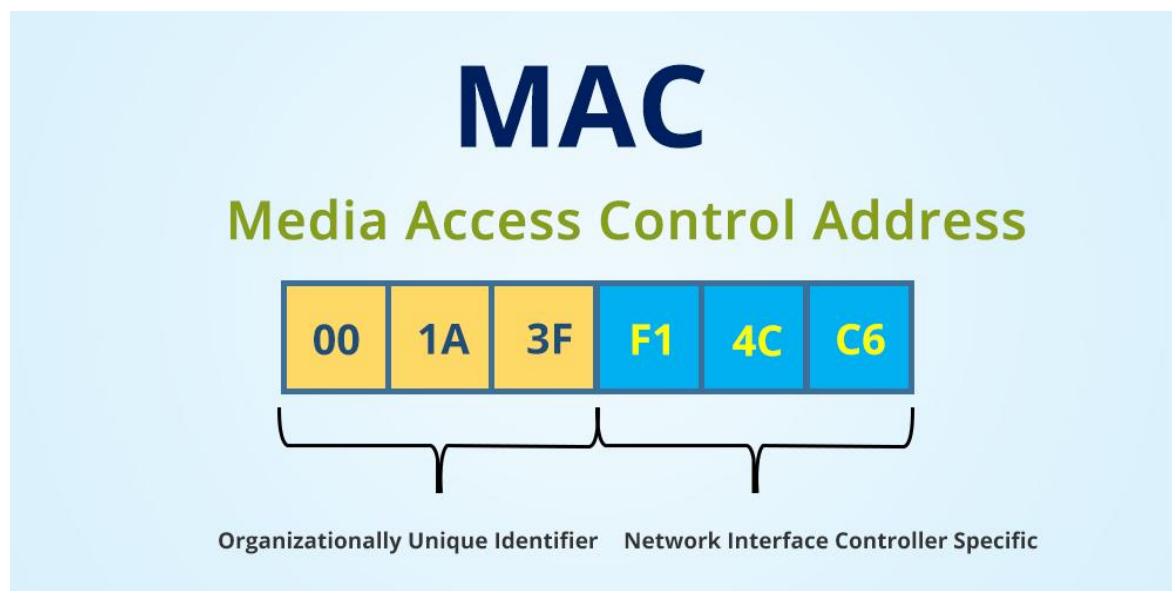 MAC
Media Access Control Address
00 1A 3F F1 4C C6
Organizationally Unique Identifier Network Interface Controller Specific